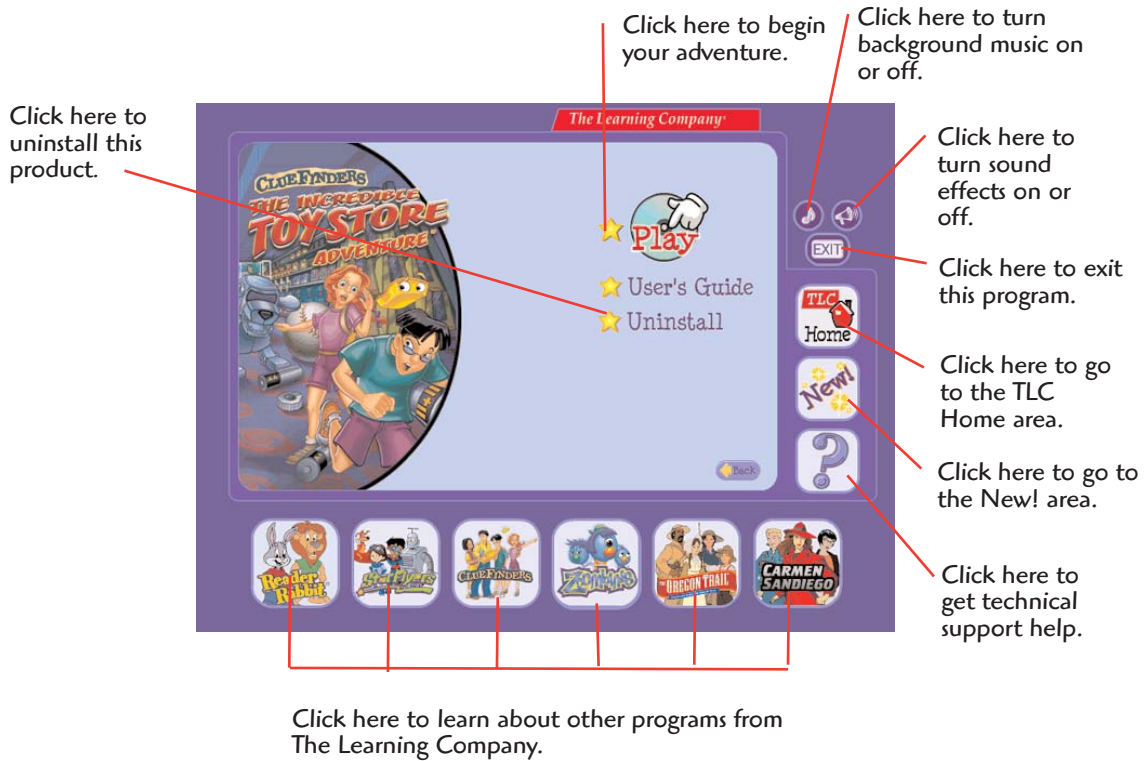 Click here to begin
your adventure.
Click here to turn
background music on
or off.
Click here to
uninstall this
product.
The Learning Company
CLUEFINDERS
THE INCREDIBLE
TOY STORE
ADVENTURE
Play
User's Guide
Uninstall
Back
EXIT
TLC
Home
New!
?
Click here to
turn sound
effects on or
off.
Click here to exit
this program.
Click here to go
to the TLC
Home area.
Click here to go to
the New! area.
Click here to
get technical
support help.
Reader
Rabbit
StarFlyers
CLUEFINDERS
Zoombinis
THE OREGON TRAIL
CARMEN
SANDIEGO
Click here to learn about other programs from
The Learning Company.